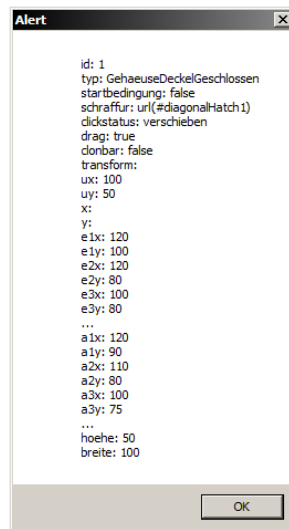 Alert
id: 1
typ: GehaeuseDeckelGeschlossen
startbedingung: false
schraffur: url(#diagonalHatch1)
clickstatus: verschieben
drag: true
clonbar: false
transform:
ux: 100
uy: 50
x:
y:
e1x: 120
e1y: 100
e2x: 120
e2y: 80
e3x: 100
e3y: 80
...
a1x: 120
a1y: 90
a2x: 110
a2y: 80
a3x: 100
a3y: 75
...
hoehe: 50
breite: 100
OK